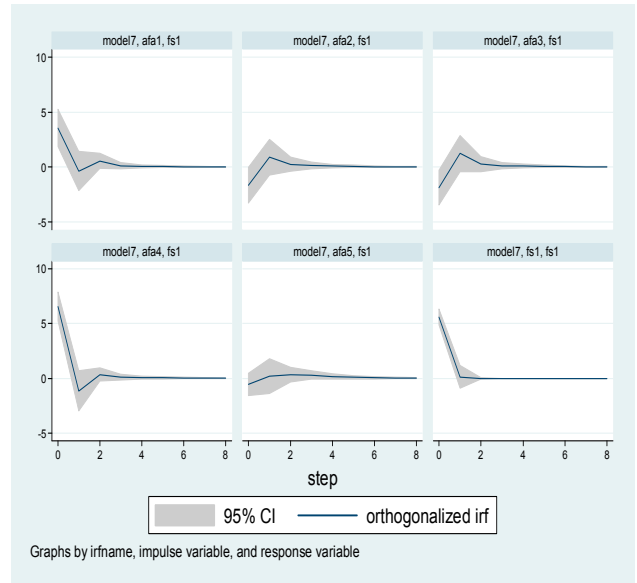 model7, afa1, fs1
model7, afa2, fs1
model7, afa3, fs1
10
5
0
-5
model7, afa4, fs1
model7, afa5, fs1
model7, fs1, fs1
10
5
0
-5
0 2 4 6 8
0 2 4 6 8
0 2 4 6 8
step
95% CI
orthogonalized irf
Graphs by irfname, impulse variable, and response variable